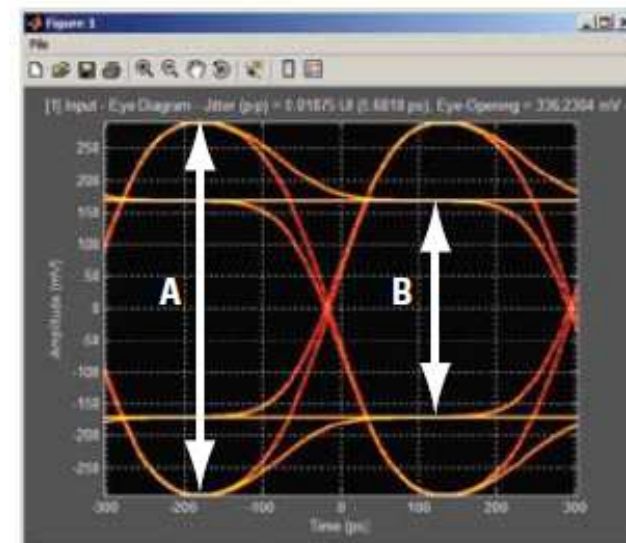 Figure 1
File
[1] Input - Eye Diagram - Jitter (p-p) = 0.01875 UI (5.6818 ps), Eye Opening = 336.2304 mV -
250
200
150
100
50
0
-50
-100
-150
-200
-250
Amplitude (mV)
A
B
-300 -200 -100 0 100 200 300
Time (ps)